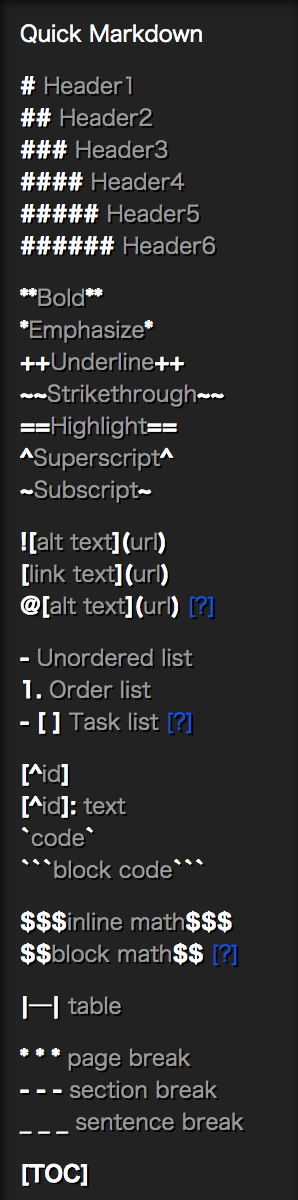 Quick Markdown
# Header1
## Header2
### Header3
#### Header4
##### Header5
###### Header6
**Bold**
*Emphasize*
++Underline++
~~Strikethrough~~
==Highlight==
^Superscript^
~Subscript~
![alt text](url)
[link text](url)
@[alt text](url) [?]
- Unordered list
1. Order list
- [ ] Task list [?]
[^id]
[^id]: text
`code`
```block code```
$$$inline math$$$
$$block math$$ [?]
|—| table
* * * page break
- - - section break
_ _ _ sentence break
[TOC]